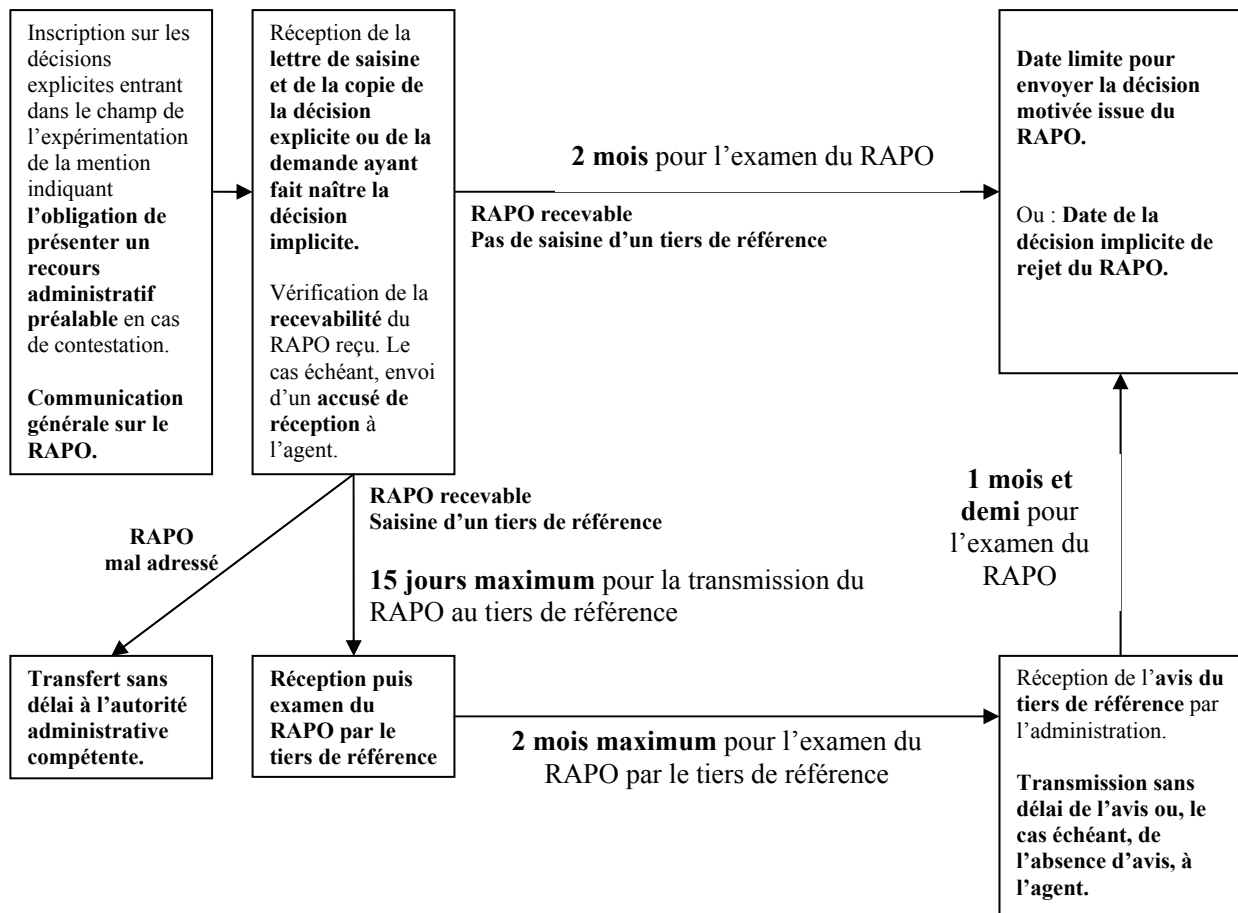 Inscription sur les
décisions
explicites entrant
dans le champ de
l’expérimentation
de la mention
indiquant
l’obligation de
présenter un
recours
administratif
préalable en cas
de contestation.
Communication
générale sur le
RAPO.
Réception de la
lettre de saisine
et de la copie de
la décision
explicite ou de la
demande ayant
fait naître la
décision
implicite.
Vérification de la
recevabilité du
RAPO reçu. Le
cas échéant, envoi
d’un accusé de
réception à
l’agent.
2 mois pour l’examen du RAPO
RAPO recevable
Pas de saisine d’un tiers de référence
Date limite pour
envoyer la décision
motivée issue du
RAPO.
Ou : Date de la
décision implicite de
rejet du RAPO.
RAPO
mal adressé
RAPO recevable
Saisine d’un tiers de référence
15 jours maximum pour la transmission du
RAPO au tiers de référence
1 mois et
demi pour
l’examen du
RAPO
Transfert sans
délai à l’autorité
administrative
compétente.
Réception puis
examen du
RAPO par le
tiers de référence
2 mois maximum pour l’examen du
RAPO par le tiers de référence
Réception de l’avis du
tiers de référence par
l’administration.
Transmission sans
délai de l’avis ou, le
cas échéant, de
l’absence d’avis, à
l’agent.